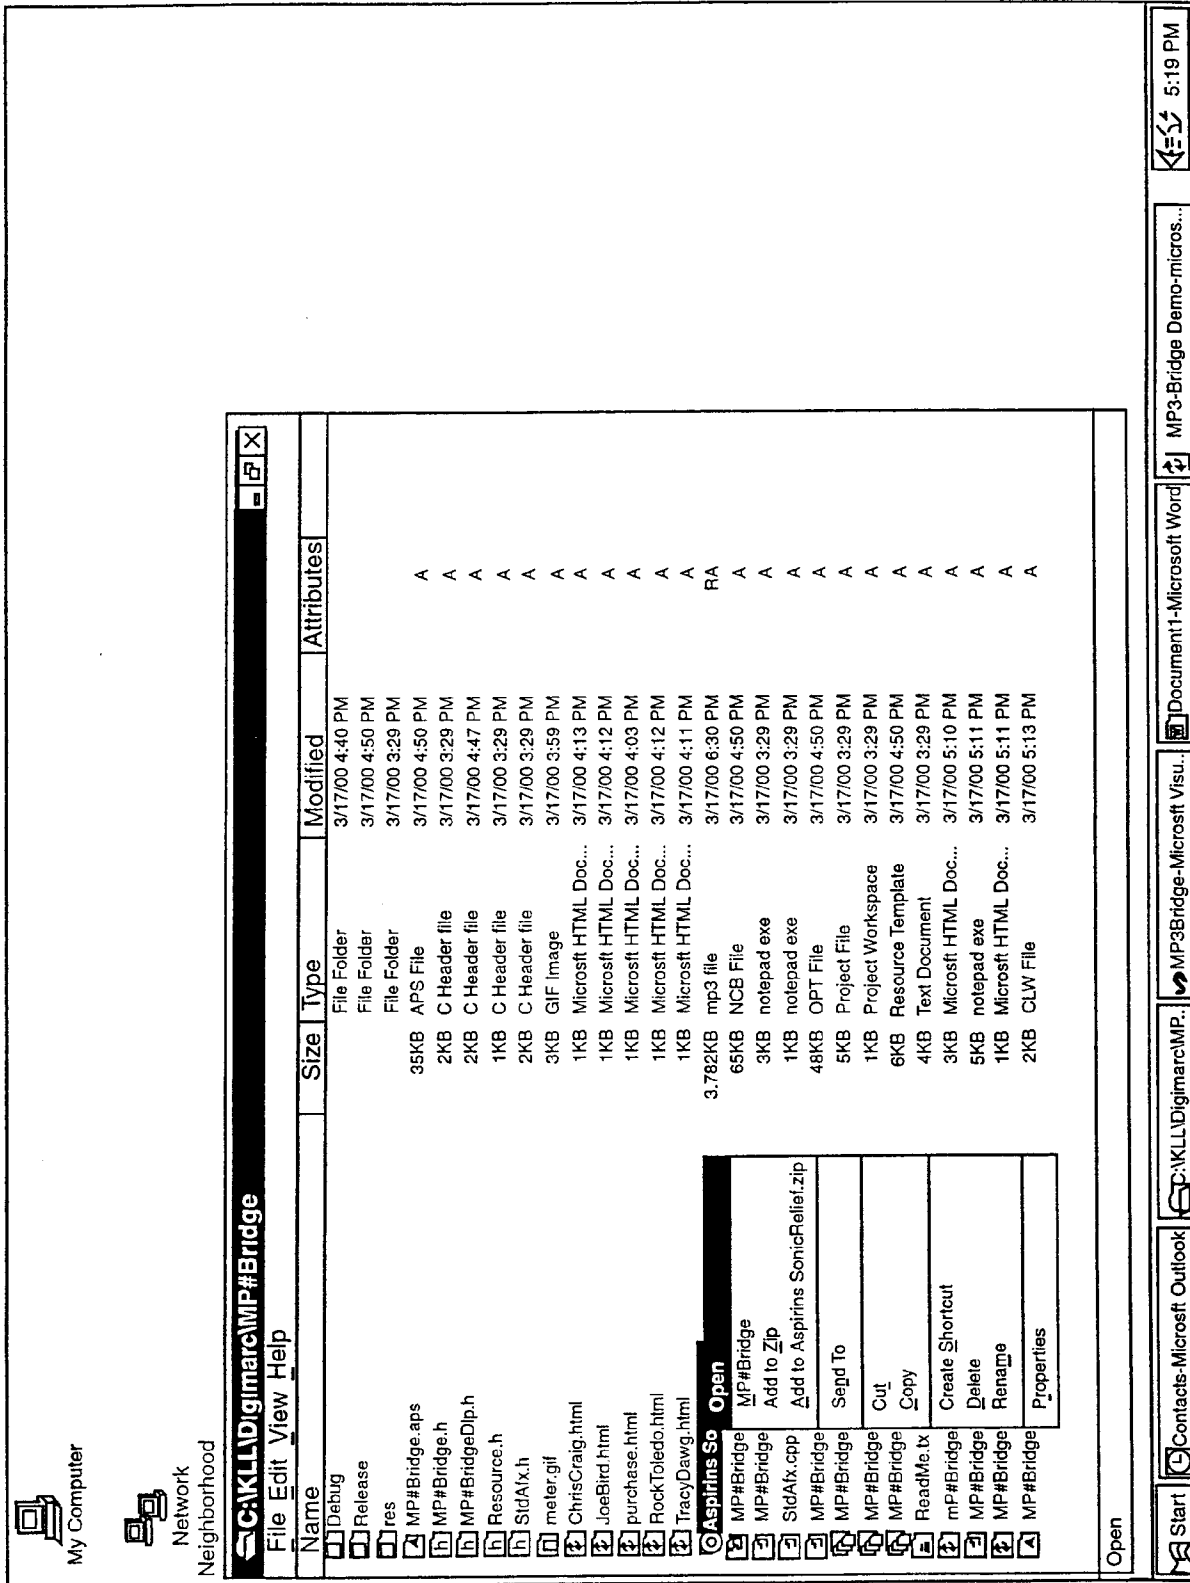 My Computer
Network
Neighborhood
C:\KLL\Digimarc\MP#Bridge
File Edit View Help
Name Size Type Modified Attributes
Debug File Folder 3/17/00 4:40 PM
Release File Folder 3/17/00 4:50 PM
res File Folder 3/17/00 3:29 PM
MP#Bridge.aps 35KB APS File 3/17/00 4:50 PM A
MP#Bridge.h 2KB C Header file 3/17/00 3:29 PM A
MP#BridgeDlp.h 2KB C Header file 3/17/00 4:47 PM A
Resource.h 1KB C Header file 3/17/00 3:29 PM A
StdAfx.h 2KB C Header file 3/17/00 3:29 PM A
meter.gif 3KB GIF Image 3/17/00 3:59 PM A
ChrisCraig.html 1KB Microsft HTML Doc... 3/17/00 4:13 PM A
JoeBird.html 1KB Microsft HTML Doc... 3/17/00 4:12 PM A
purchase.html 1KB Microsft HTML Doc... 3/17/00 4:03 PM A
RockToledo.html 1KB Microsft HTML Doc... 3/17/00 4:12 PM A
TracyDawg.html 1KB Microsft HTML Doc... 3/17/00 4:11 PM A
Aspirins So Open 3.782KB mp3 file 3/17/00 6:30 PM RA
MP#Bridge MP#Bridge 65KB NCB File 3/17/00 4:50 PM A
MP#Bridge Add to Zip 3KB notepad exe 3/17/00 3:29 PM A
StdAfx.cpp Add to Aspirins SonicRelief.zip 1KB notepad exe 3/17/00 3:29 PM A
MP#Bridge 48KB OPT File 3/17/00 4:50 PM A
MP#Bridge Send To 5KB Project File 3/17/00 3:29 PM A
MP#Bridge Cut 1KB Project Workspace 3/17/00 3:29 PM A
MP#Bridge Copy 6KB Resource Template 3/17/00 4:50 PM A
ReadMe.tx 4KB Text Document 3/17/00 3:29 PM A
mP#Bridge Create Shortcut 3KB Microsft HTML Doc... 3/17/00 5:10 PM A
MP#Bridge Delete 5KB notepad exe 3/17/00 5:11 PM A
MP#Bridge Rename 1KB Microsft HTML Doc... 3/17/00 5:11 PM A
MP#Bridge Properties 2KB CLW File 3/17/00 5:13 PM A
Open
Start Contacts-Microsft Outlook C:\KLL\Digimarc\MP.. MP3Bridge-Microsft Visu.. Document1-Microsoft Word MP3-Bridge Demo-micros... 5:19 PM